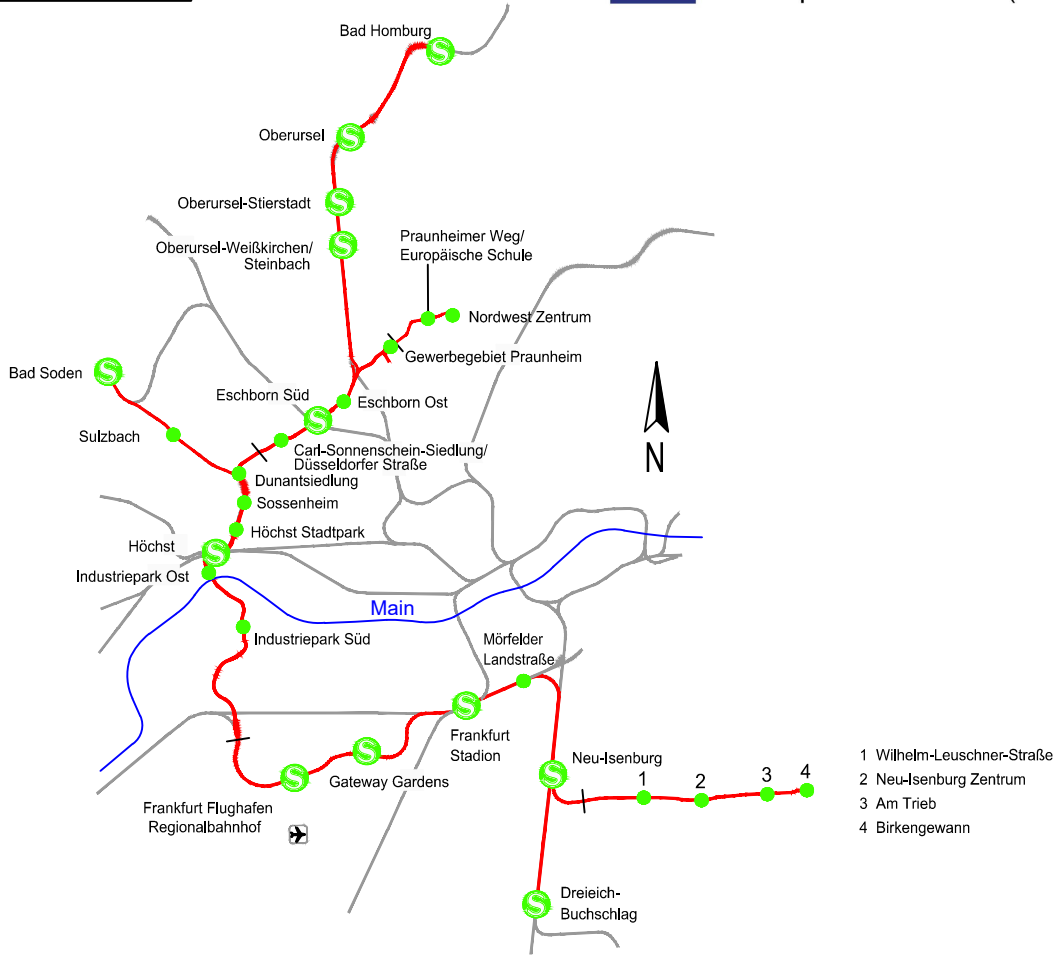 Bad Homburg
Oberursel
Oberursel-Stierstadt
Oberursel-Weißkirchen/
Steinbach
Praunheimer Weg/
Europäische Schule
Nordwest Zentrum
Gewerbegebiet Praunheim
Bad Soden
Eschborn Süd
Eschborn Ost
Sulzbach
Carl-Sonnenschein-Siedlung/
Düsseldorfer Straße
Dunantsiedlung
Sossenheim
Höchst Stadtpark
Höchst
Industriepark Ost
Main
Industriepark Süd
Mörfelder
Landstraße
Frankfurt
Stadion
Gateway Gardens
Frankfurt Flughafen
Regionalbahnhof
Neu-Isenburg
1 2 3 4
1 Wilhelm-Leuschner-Straße
2 Neu-Isenburg Zentrum
3 Am Trieb
4 Birkengewann
Dreieich-
Buchschlag
N
S
S
S
S
S
S
S
S
S
S
S
S